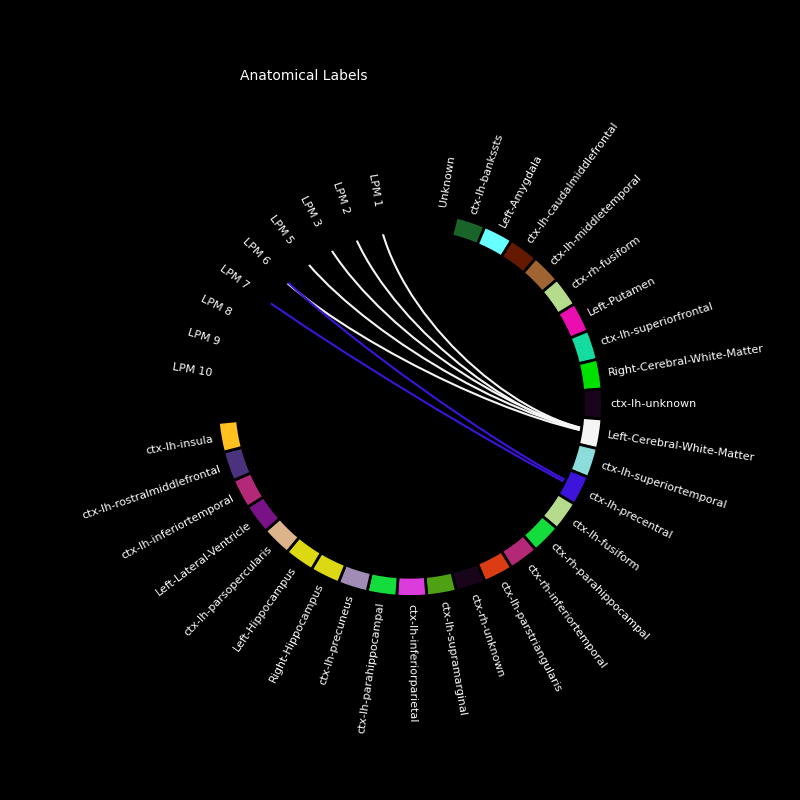 Anatomical Labels
LPM 1
LPM 2
LPM 3
LPM 5
LPM 6
LPM 7
LPM 8
LPM 9
LPM 10
Unknown
ctx-lh-bankssts
Left-Amygdala
ctx-lh-caudalmiddlefrontal
ctx-lh-middletemporal
ctx-rh-fusiform
Left-Putamen
ctx-lh-superiorfrontal
Right-Cerebral-White-Matter
ctx-lh-unknown
Left-Cerebral-White-Matter
ctx-lh-superiortemporal
ctx-lh-precentral
ctx-lh-fusiform
ctx-rh-parahippocampal
ctx-rh-inferiortemporal
ctx-lh-parstriangularis
ctx-rh-unknown
ctx-lh-supramarginal
ctx-lh-inferiorparietal
ctx-lh-parahippocampal
ctx-lh-precuneus
Right-Hippocampus
Left-Hippocampus
ctx-lh-parsopercularis
Left-Lateral-Ventricle
ctx-lh-inferiortemporal
ctx-lh-rostralmiddlefrontal
ctx-lh-insula